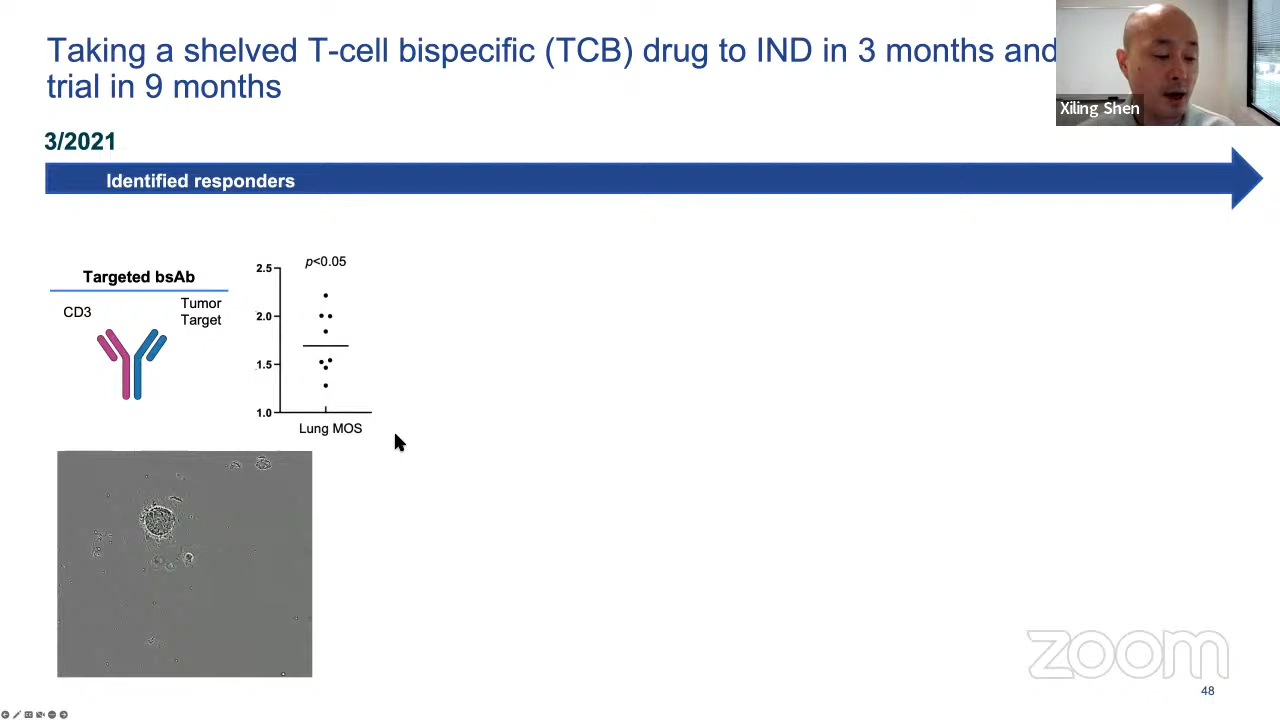 Taking a shelved T-cell bispecific (TCB) drug to IND in 3 months and
trial in 9 months
Xiling Shen
3/2021
Identified responders
Targeted bsAb
CD3
Tumor
Target
p<0.05
2.5
2.0
1.5
1.0
Lung MOS
zoom
48